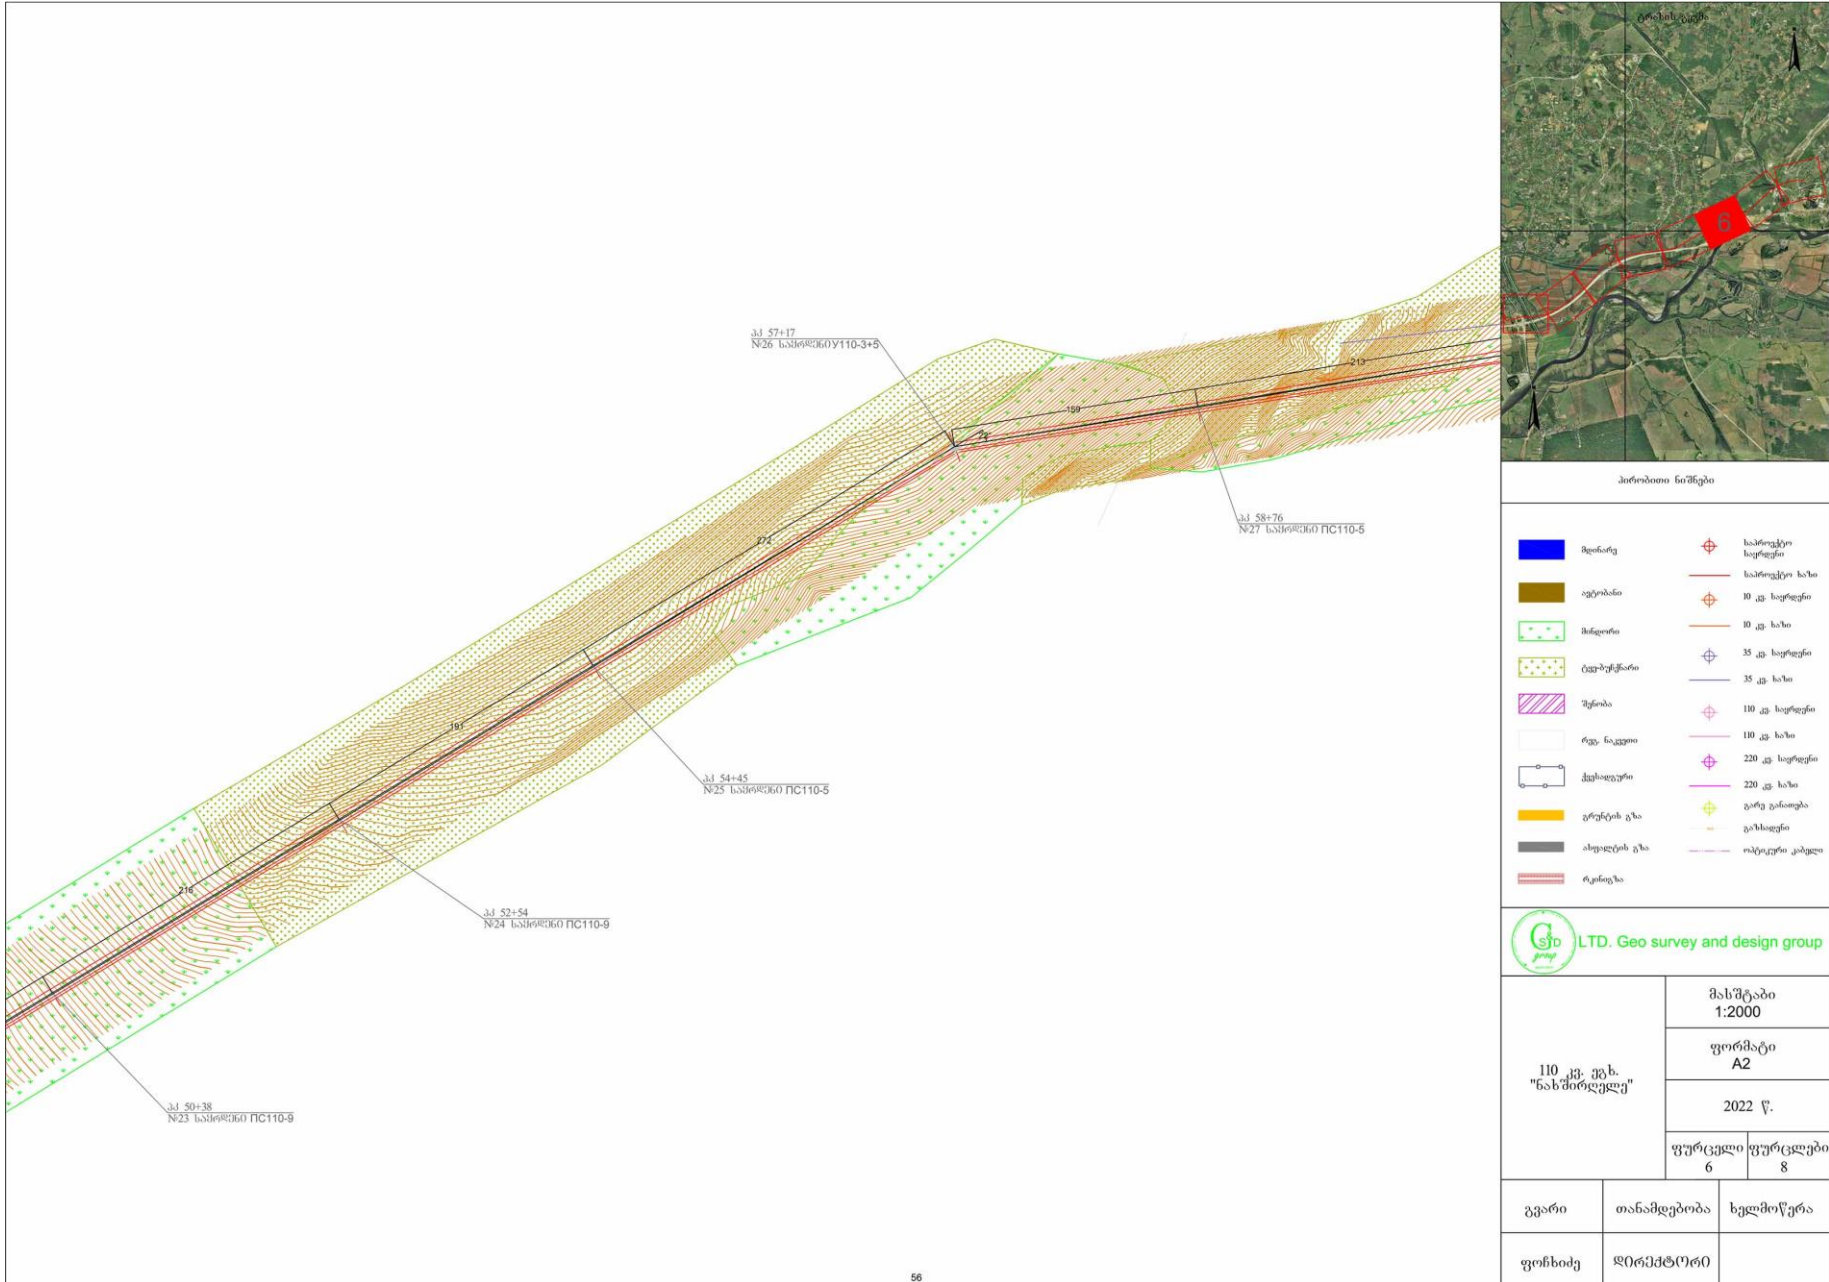 ტრასის გეგმა
6
პკ 57+17
№26 საყრდენი У110-3+5
213
159
272
პკ 58+76
№27 საყრდენი ПС110-5
191
პკ 54+45
№25 საყრდენი ПС110-5
216
პკ 52+54
№24 საყრდენი ПС110-9
პკ 50+38
№23 საყრდენი ПС110-9
პირობითი ნიშნები
მდინარე
ავტობანი
მინდორი
ტყე-ბუჩქნარი
შენობა
რეგ. ნაკვეთი
ქვესადგური
გრუნტის გზა
ასფალტის გზა
რკინიგზა
საპროექტო
საყრდენი
საპროექტო ხაზი
10 კვ. საყრდენი
10 კვ. ხაზი
35 კვ. საყრდენი
35 კვ. ხაზი
110 კვ. საყრდენი
110 კვ. ხაზი
220 კვ. საყრდენი
220 კვ. ხაზი
გარე განათება
გაზსადენი
ოპტიკური კაბელი
LTD. Geo survey and design group
110 კვ. ეგხ.
"ნახშირღელე"
მასშტაბი
1:2000
ფორმატი
A2
2022 წ.
ფურცელი
6
ფურცლები
8
გვარი
თანამდებობა
ხელმოწერა
ფოჩხიძე
დირექტორი
56